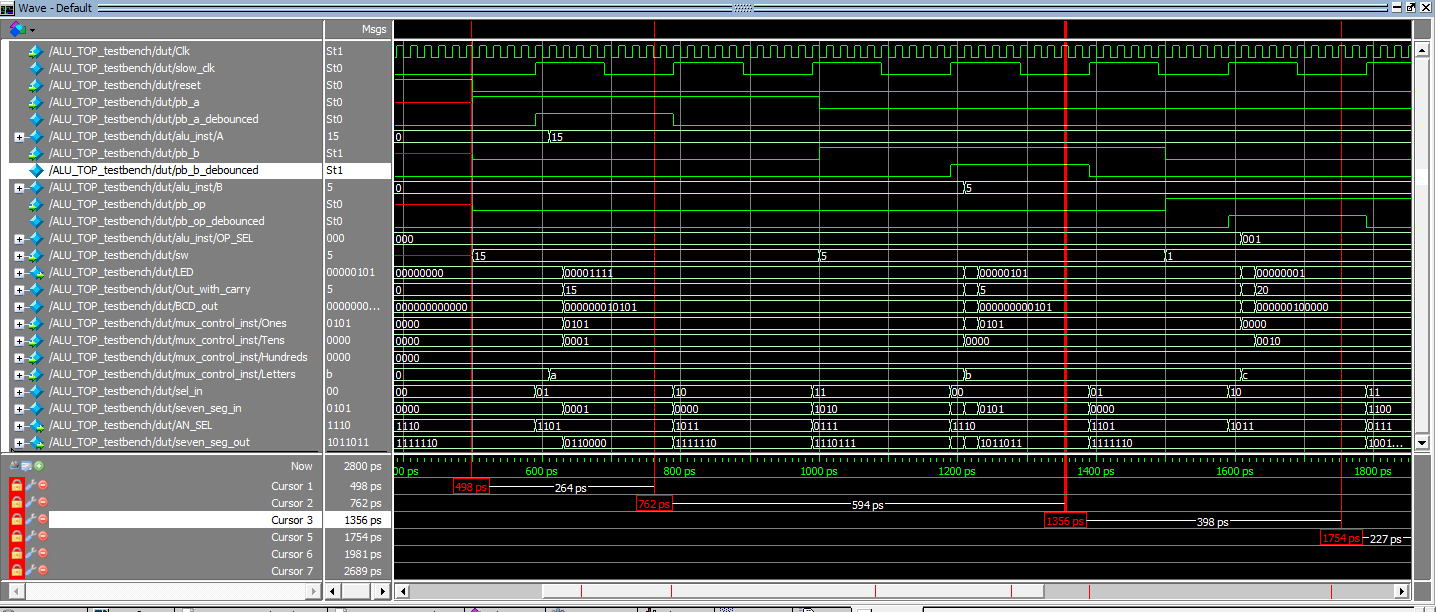 Wave - Default
Msgs
/ALU_TOP_testbench/dut/Clk St1
/ALU_TOP_testbench/dut/slow_clk St0
/ALU_TOP_testbench/dut/reset St0
/ALU_TOP_testbench/dut/pb_a St0
/ALU_TOP_testbench/dut/pb_a_debounced St0
/ALU_TOP_testbench/dut/alu_inst/A 15 0 15
/ALU_TOP_testbench/dut/pb_b St1
/ALU_TOP_testbench/dut/pb_b_debounced St1
/ALU_TOP_testbench/dut/alu_inst/B 5 0 5
/ALU_TOP_testbench/dut/pb_op St0
/ALU_TOP_testbench/dut/pb_op_debounced St0
/ALU_TOP_testbench/dut/alu_inst/OP_SEL 000 000 001
/ALU_TOP_testbench/dut/sw 5 15 5 1
/ALU_TOP_testbench/dut/LED 00000101 00000000 00001111 00000101 00000001
/ALU_TOP_testbench/dut/Out_with_carry 5 0 15 5 20
/ALU_TOP_testbench/dut/BCD_out 0000000... 000000000000 000000010101 000000000101 000000100000
/ALU_TOP_testbench/dut/mux_control_inst/Ones 0101 0000 0101 0101 0000
/ALU_TOP_testbench/dut/mux_control_inst/Tens 0000 0000 0001 0000 0010
/ALU_TOP_testbench/dut/mux_control_inst/Hundreds 0000 0000
/ALU_TOP_testbench/dut/mux_control_inst/Letters b 0 a b c
/ALU_TOP_testbench/dut/sel_in 00 00 01 10 11 00 01 10 11
/ALU_TOP_testbench/dut/seven_seg_in 0101 0000 0001 0000 1010 0101 0000 1100
/ALU_TOP_testbench/dut/AN_SEL 1110 1110 1101 1011 0111 1110 1101 1011 0111
/ALU_TOP_testbench/dut/seven_seg_out 1011011 1111110 0110000 1111110 1110111 1011011 1111110 1001...
Now 2800 ps 00 ps 600 ps 800 ps 1000 ps 1200 ps 1400 ps 1600 ps 1800 ps
Cursor 1 498 ps 498 ps 264 ps
Cursor 2 762 ps 762 ps 594 ps
Cursor 3 1356 ps 1356 ps 398 ps
Cursor 5 1754 ps 1754 ps 227 ps
Cursor 6 1981 ps
Cursor 7 2689 ps